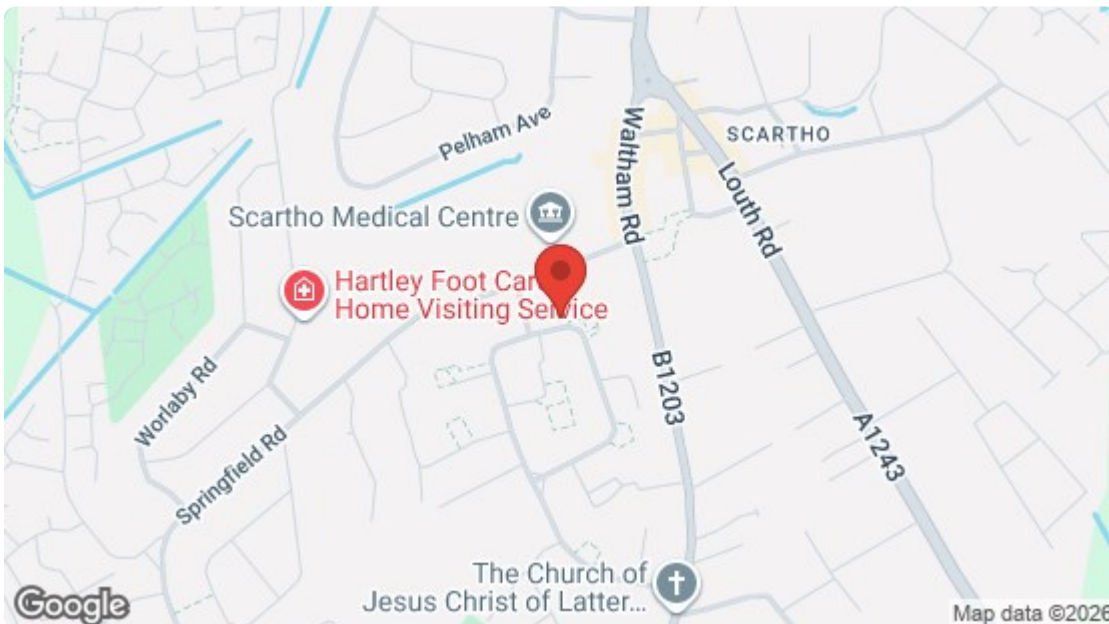 Pelham Ave
Waltham Rd
SCARTHO
Louth Rd
Scartho Medical Centre
Hartley Foot Care
Home Visiting Service
Worlaby Rd
B1203
A1243
Springfield Rd
The Church of
Jesus Christ of Latter...
Google
Map data ©2026